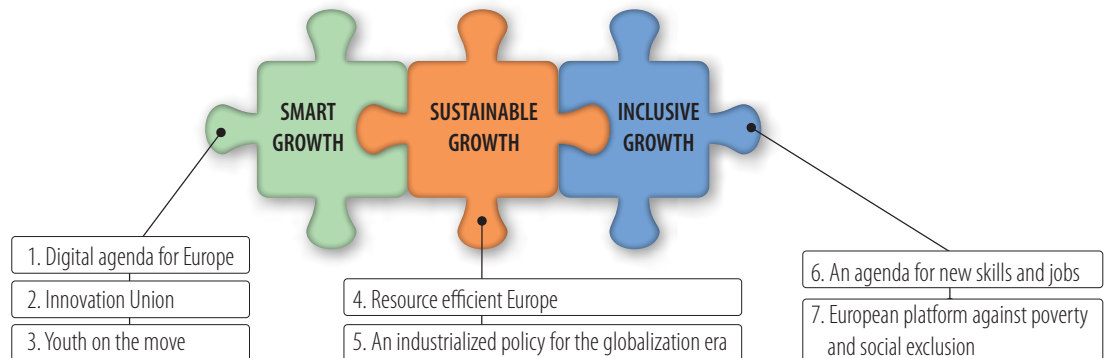 SMART
GROWTH
SUSTAINABLE
GROWTH
INCLUSIVE
GROWTH
1. Digital agenda for Europe
2. Innovation Union
3. Youth on the move
4. Resource efficient Europe
5. An industrialized policy for the globalization era
6. An agenda for new skills and jobs
7. European platform against poverty
and social exclusion